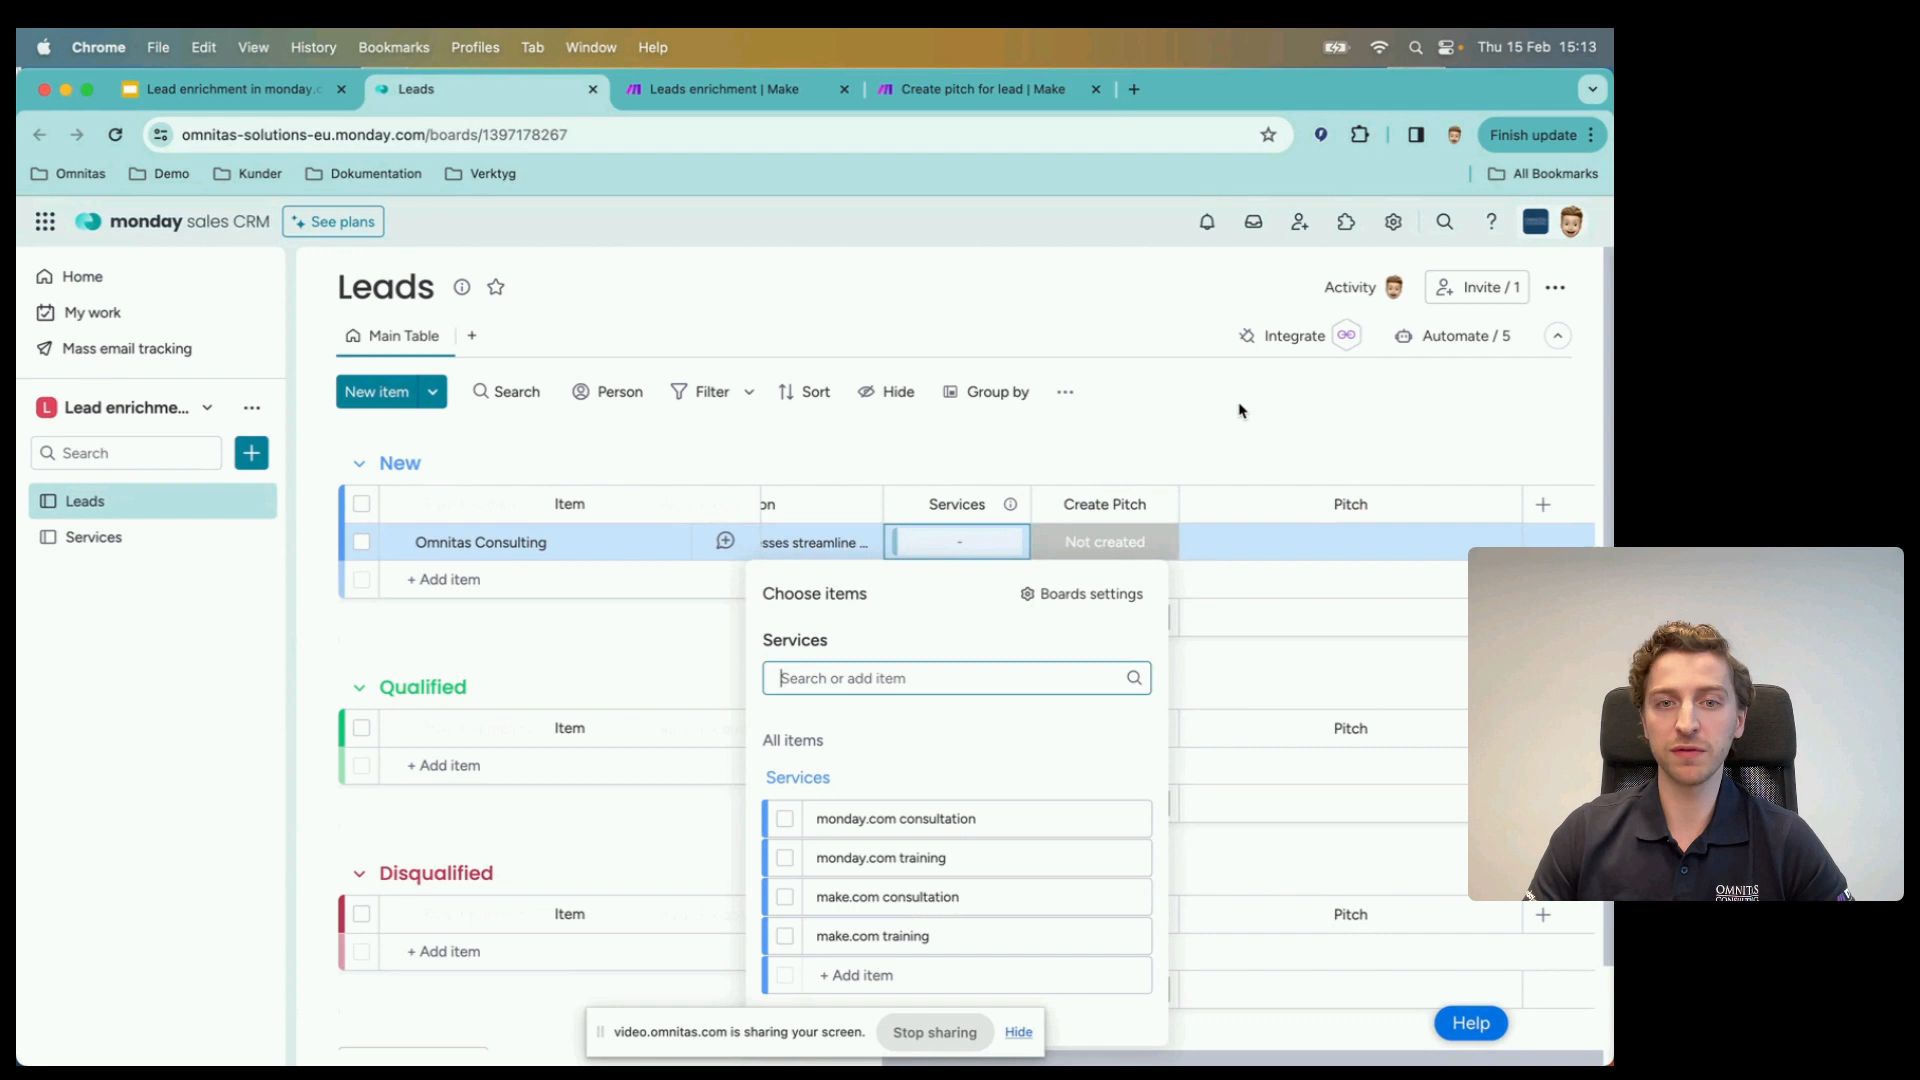 Chrome File Edit View History Bookmarks Profiles Tab Window Help Thu 15 Feb 15:13
Lead enrichment in monday.c Leads Leads enrichment | Make Create pitch for lead | Make
omnitas-solutions-eu.monday.com/boards/1397178267 Finish update
Omnitas Demo Kunder Dokumentation Verktyg All Bookmarks
monday sales CRM See plans
Home
My work
Mass email tracking
L Lead enrichme...
Search
Leads
Services
Leads Activity Invite / 1
Main Table Integrate Automate / 5
New item Search Person Filter Sort Hide Group by
New
Item on Services Create Pitch Pitch
Omnitas Consulting sses streamline ... - Not created
+ Add item
Choose items Boards settings
Services
Search or add item
All items
Services
monday.com consultation
monday.com training
make.com consultation
make.com training
+ Add item
Qualified
Item Pitch
+ Add item
Disqualified
Item Pitch
+ Add item
video.omnitas.com is sharing your screen. Stop sharing Hide
Help
OMNITAS
CONSULTING